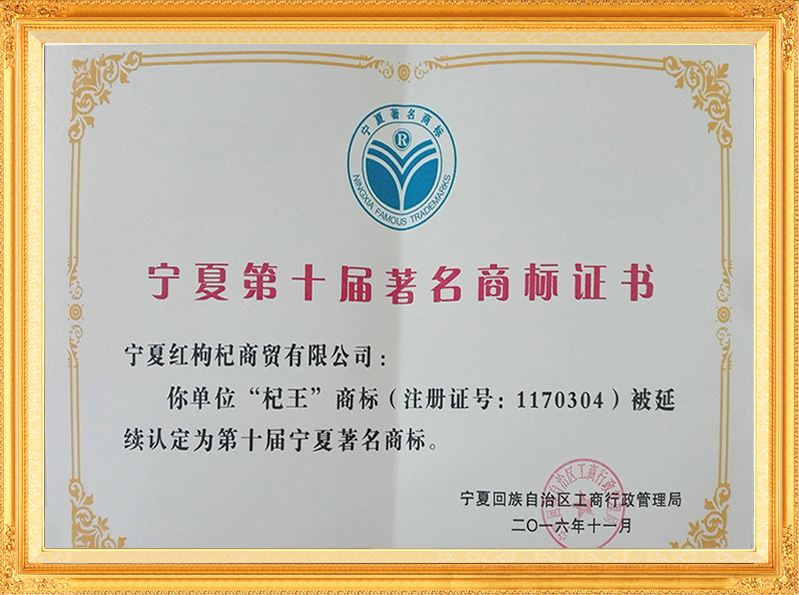 宁夏著名商标
R
NINGXIA FAMOUS TRADEMARKS
宁夏第十届著名商标证书
宁夏红枸杞商贸有限公司：
你单位“杞王”商标（注册证号：1170304）被延
续认定为第十届宁夏著名商标。
宁夏回族自治区工商行政管理局
二〇一六年十一月